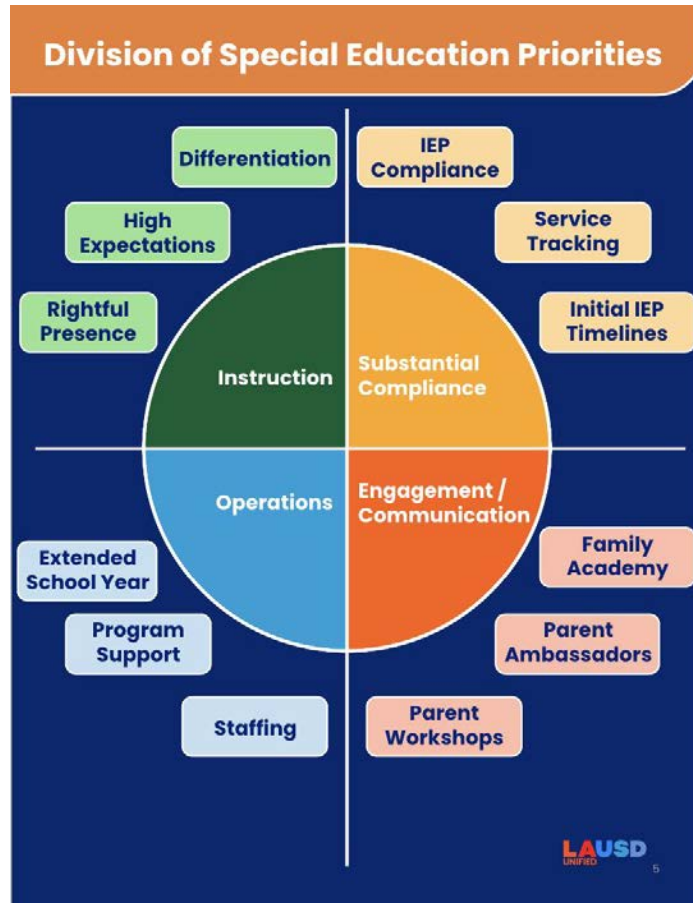 Division of Special Education Priorities
Differentiation
High
Expectations
Rightful
Presence
IEP
Compliance
Service
Tracking
Initial IEP
Timelines
Instruction
Substantial
Compliance
Operations
Engagement /
Communication
Extended
School Year
Program
Support
Staffing
Family
Academy
Parent
Ambassadors
Parent
Workshops
LAUSD
UNIFIED
5